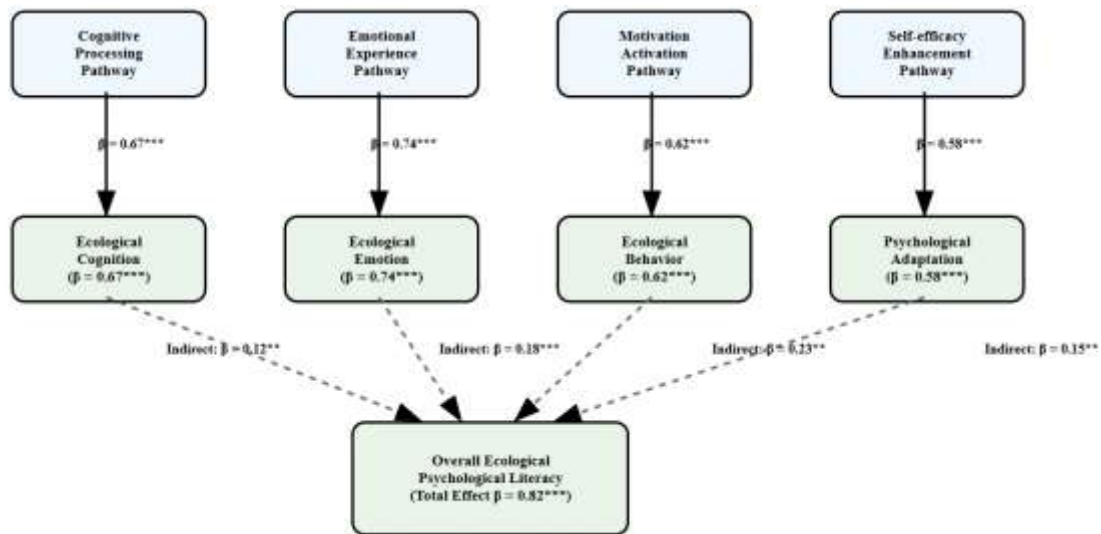 Cognitive
Processing
Pathway
Emotional
Experience
Pathway
Motivation
Activation
Pathway
Self-efficacy
Enhancement
Pathway
β = 0.67***
β = 0.74***
β = 0.62***
β = 0.58***
Ecological
Cognition
(β = 0.67***)
Ecological
Emotion
(β = 0.74***)
Ecological
Behavior
(β = 0.62***)
Psychological
Adaptation
(β = 0.58***)
Indirect: β = 0.12**
Indirect: β = 0.18***
Indirect: β = 0.23**
Indirect: β = 0.15**
Overall Ecological
Psychological Literacy
(Total Effect β = 0.82***)